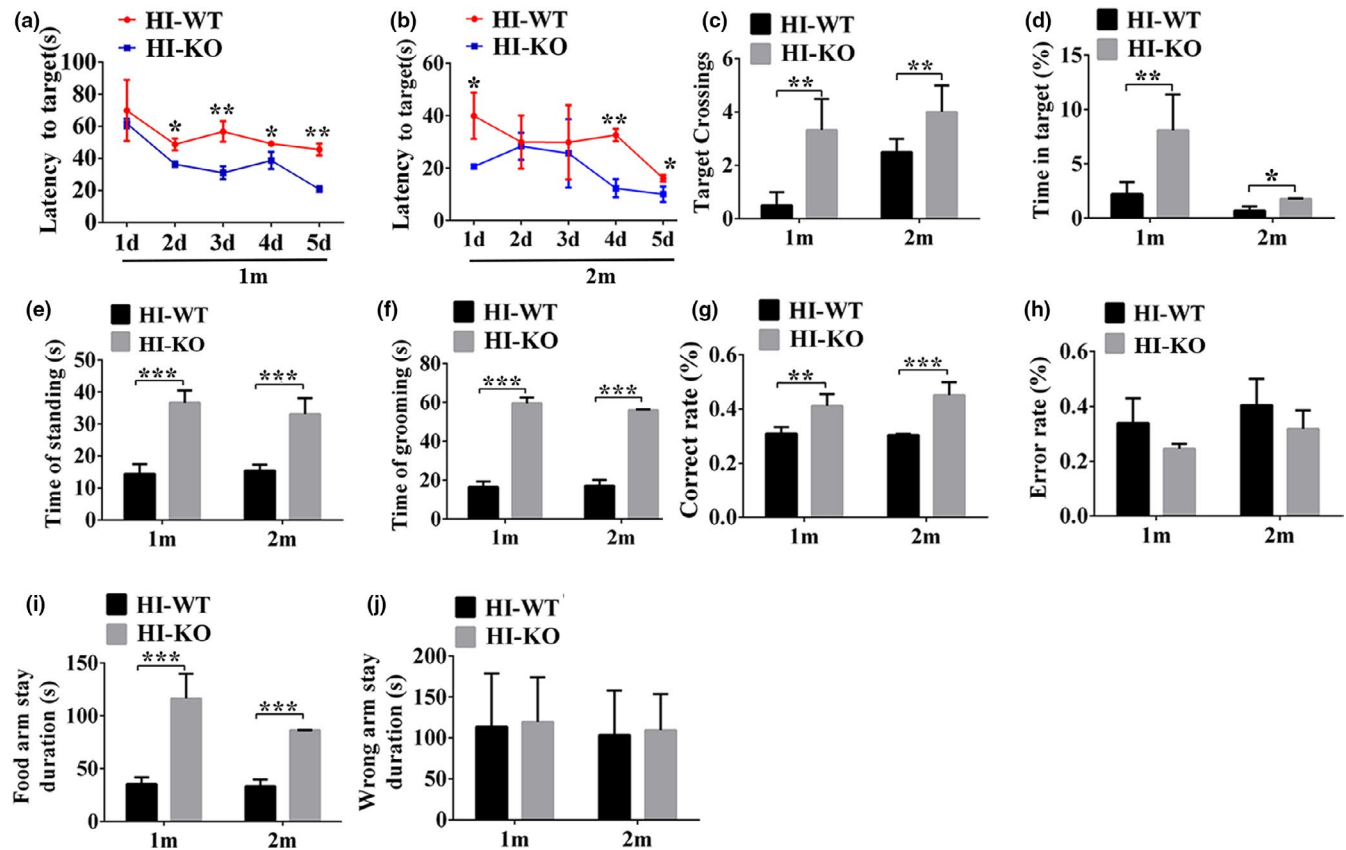 (a)
HI-WT
HI-KO
Latency to target(s)
100
80
60
40
20
0
* ** * **
1d 2d 3d 4d 5d
1m
(b)
HI-WT
HI-KO
Latency to target(s)
60
40
20
0
* ** *
1d 2d 3d 4d 5d
2m
(c)
HI-WT
HI-KO
Target Crossings
6
4
2
0
** **
1m 2m
(d)
HI-WT
HI-KO
Time in target (%)
15
10
5
0
** *
1m 2m
(e)
HI-WT
HI-KO
Time of standing (s)
50
40
30
20
10
0
*** ***
1m 2m
(f)
HI-WT
HI-KO
Time of grooming (s)
80
60
40
20
0
*** ***
1m 2m
(g)
HI-WT
HI-KO
Correct rate (%)
0.6
0.4
0.2
0.0
** ***
1m 2m
(h)
HI-WT
HI-KO
Error rate (%)
0.6
0.4
0.2
0.0
1m 2m
(i)
HI-WT
HI-KO
Food arm stay
duration (s)
150
100
50
0
*** ***
1m 2m
(j)
HI-WT
HI-KO
Wrong arm stay
duration (s)
200
150
100
50
0
1m 2m